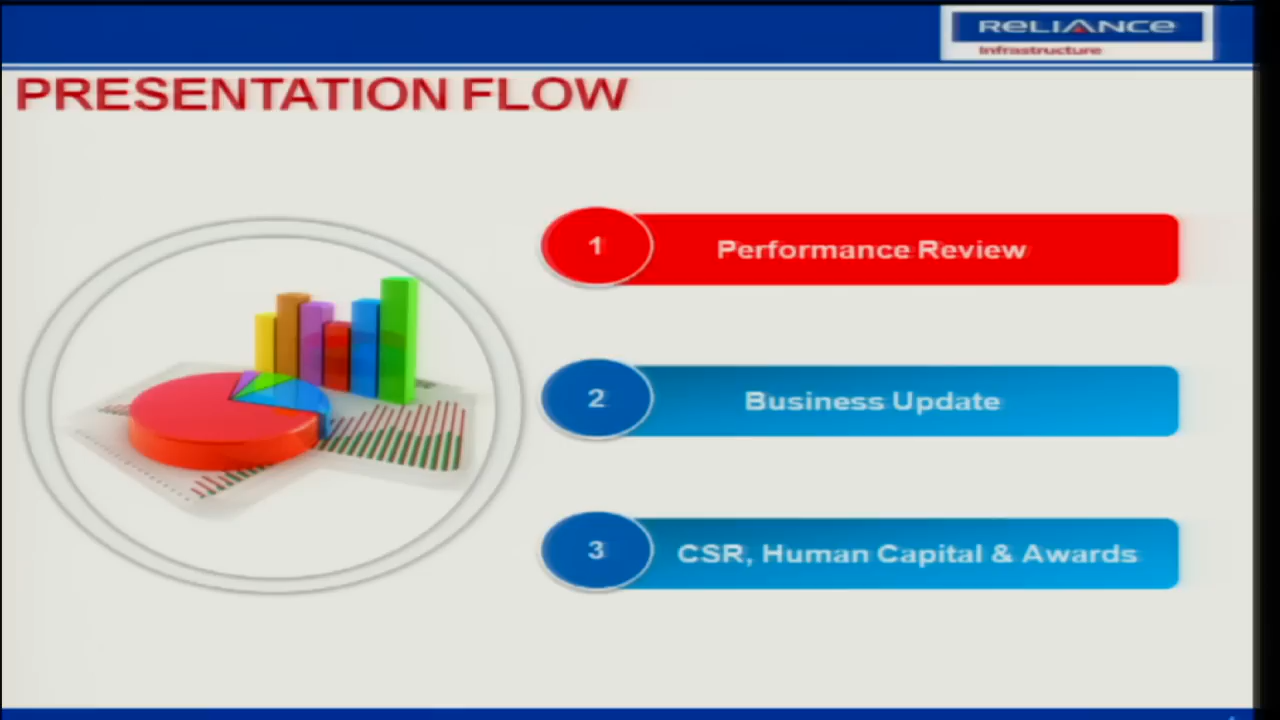 RELIANCE
Infrastructure
PRESENTATION FLOW
1
Performance Review
2
Business Update
3
CSR, Human Capital & Awards